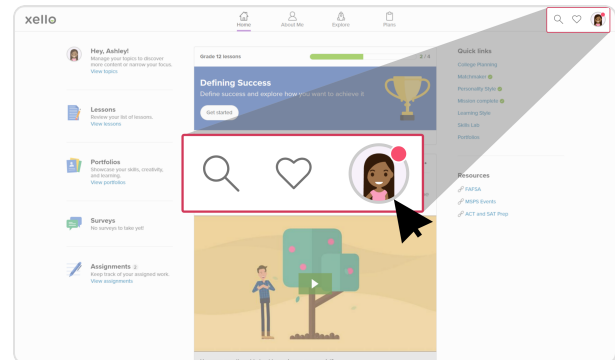 xello
Home
About Me
Explore
Plans
Hey, Ashley!
Manage your topics to discover
more content or narrow your focus.
View topics
Lessons
Review your list of lessons.
View lessons
Portfolios
Showcase your skills, creativity,
and learning.
View portfolios
Surveys
No surveys to take yet!
Assignments
Keep track of your assigned work.
View assignments
Grade 12 lessons
3 / 4
Defining Success
Define success and explore how you want to achieve it
Get started
Quick links
College Planning
Matchmaker
Personality Style
Mission complete
Learning Style
Skills Lab
Portfolios
Resources
FAFSA
MSPS Events
ACT and SAT Prep